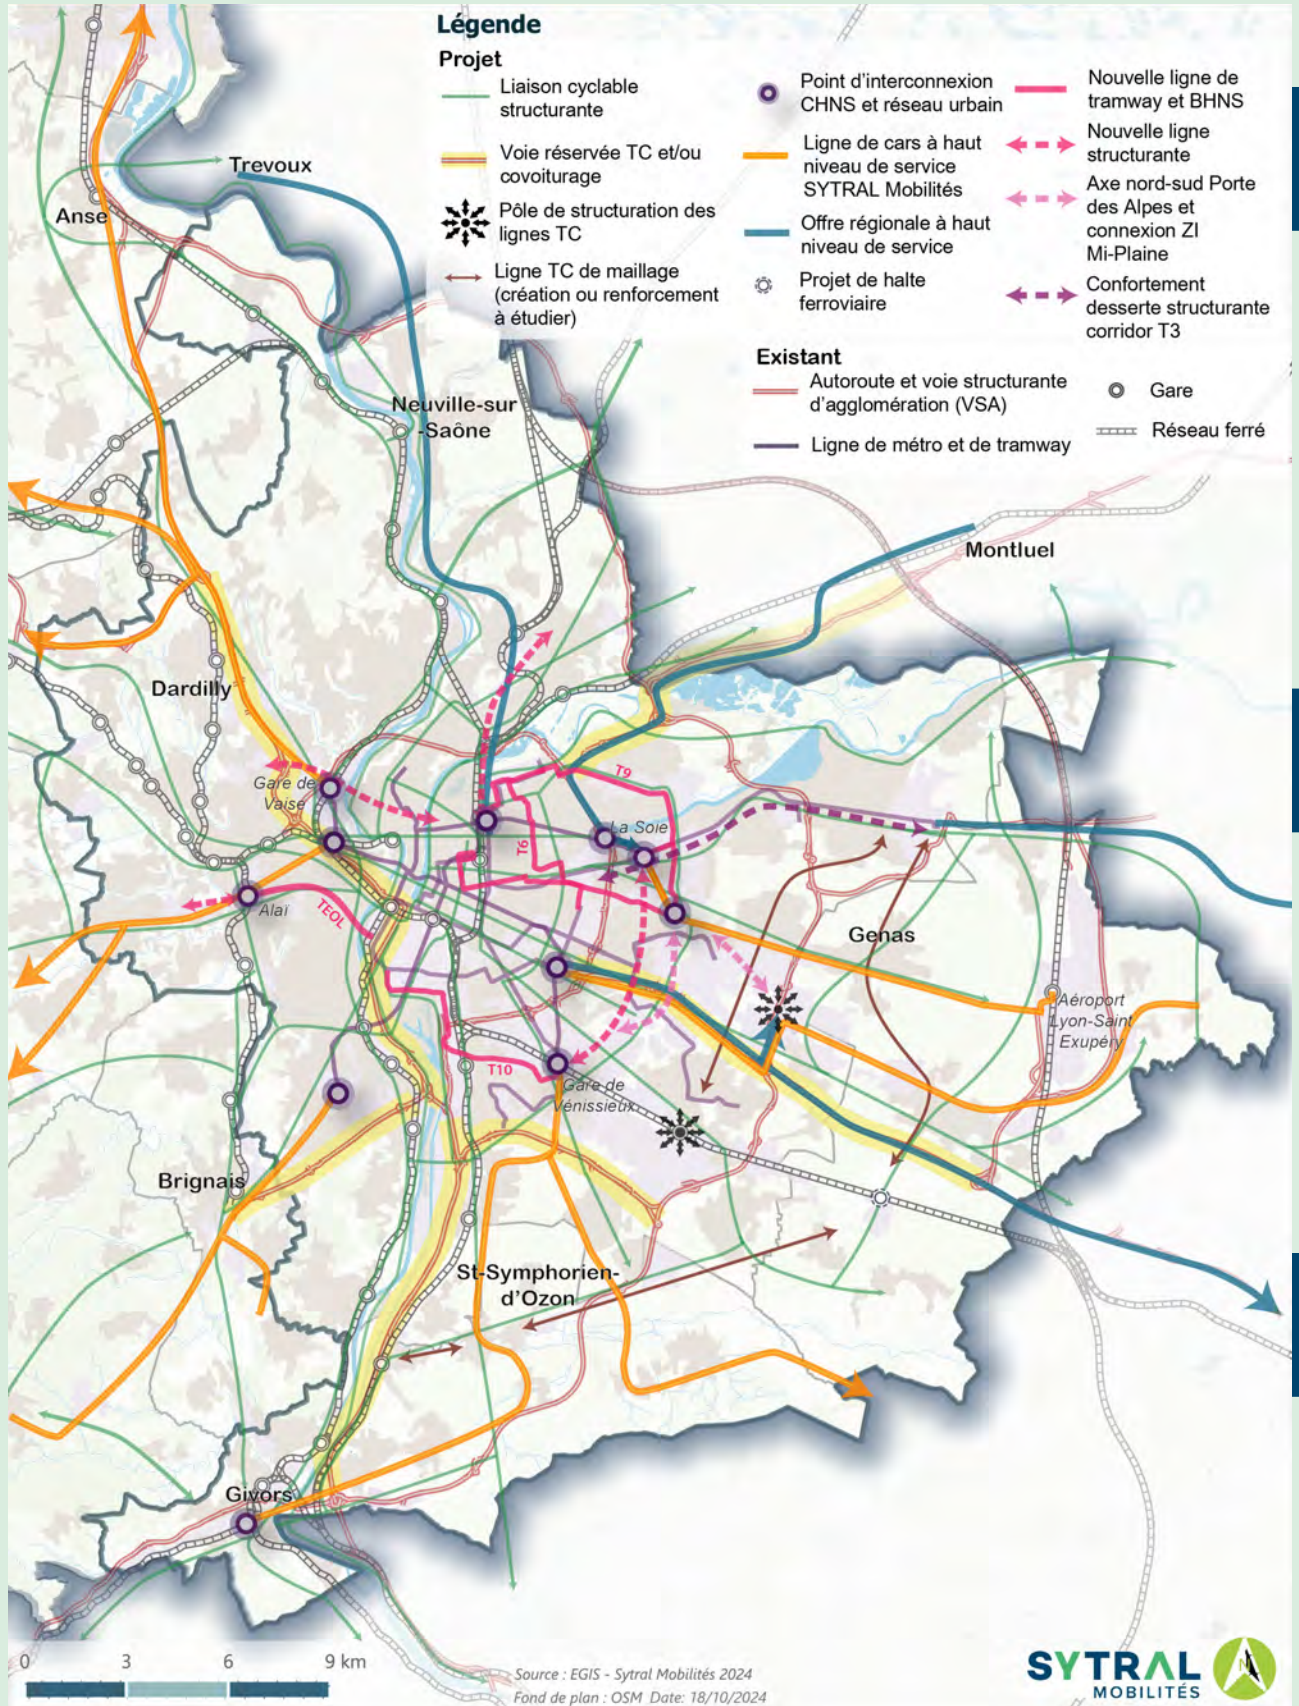 Légende
Projet
Liaison cyclable
structurante
Voie réservée TC et/ou
covoiturage
Pôle de structuration des
lignes TC
Ligne TC de maillage
(création ou renforcement
à étudier)
Point d'interconnexion
CHNS et réseau urbain
Ligne de cars à haut
niveau de service
SYTRAL Mobilités
Offre régionale à haut
niveau de service
Projet de halte
ferroviaire
Nouvelle ligne de
tramway et BHNS
Nouvelle ligne
structurante
Axe nord-sud Porte
des Alpes et
connexion ZI
Mi-Plaine
Confortement
desserte structurante
corridor T3
Existant
Autoroute et voie structurante
d'agglomération (VSA)
Ligne de métro et de tramway
Gare
Réseau ferré
Trevoux
Anse
Neuville-sur
-Saône
Montluel
Dardilly
Gare de
Vaise
T9
La Soie
T6
Alaï
TEOL
Genas
Aéroport
Lyon-Saint
Exupéry
T10
Gare de
Vénissieux
Brignais
St-Symphorien-
d'Ozon
Givors
0 3 6 9 km
Source : EGIS - Sytral Mobilités 2024
Fond de plan : OSM Date: 18/10/2024
SYTRAL
MOBILITÉS
N